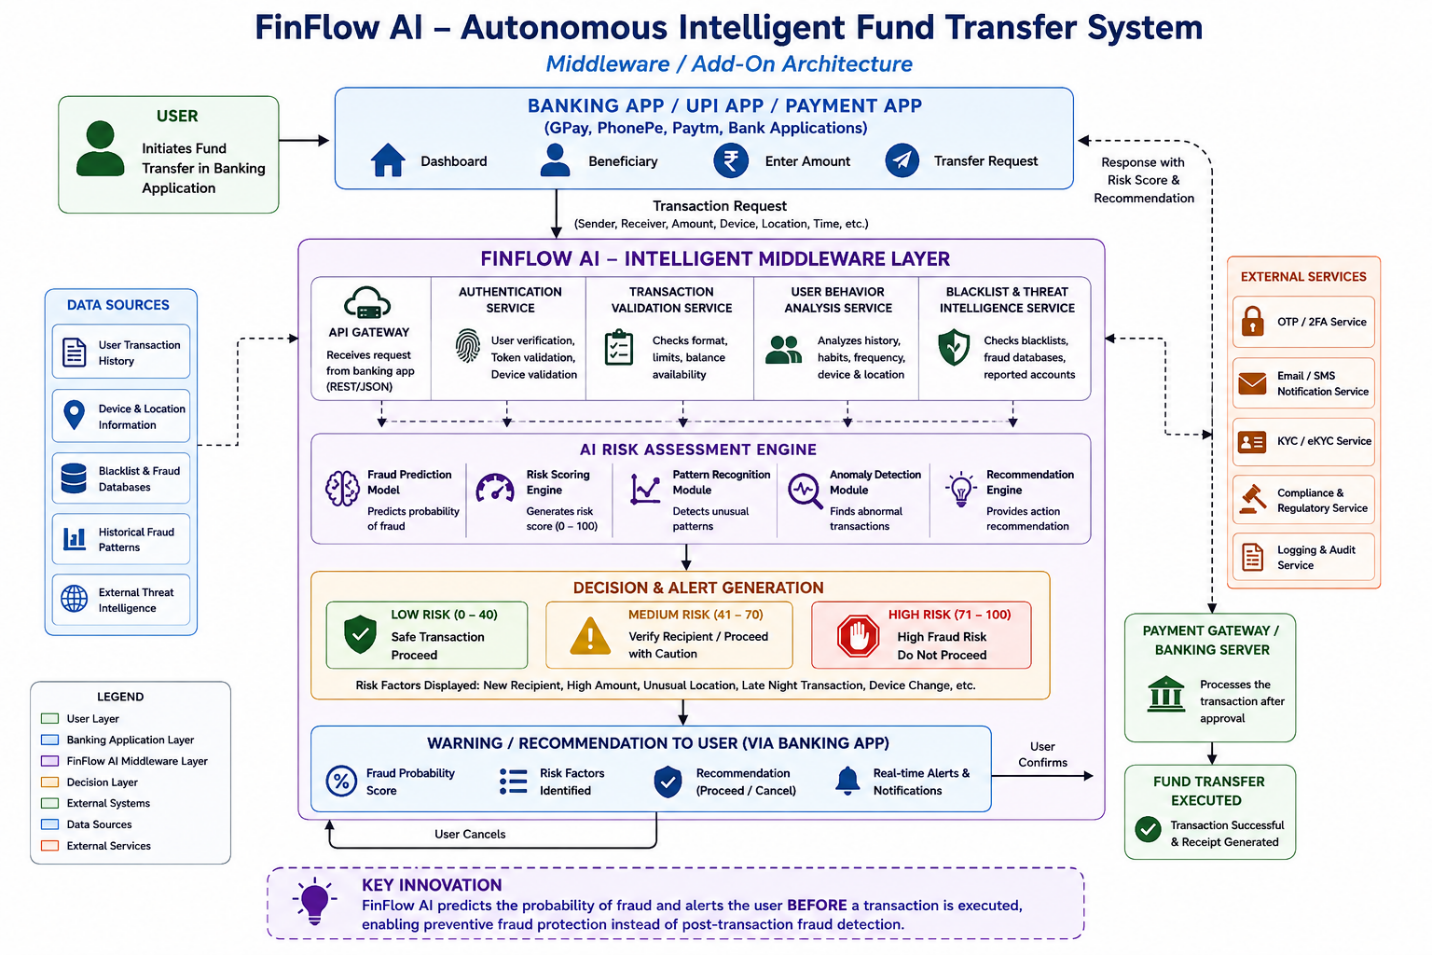 FinFlow AI – Autonomous Intelligent Fund Transfer System
Middleware / Add-On Architecture
USER
Initiates Fund
Transfer in Banking
Application
BANKING APP / UPI APP / PAYMENT APP
(GPay, PhonePe, Paytm, Bank Applications)
Dashboard
Beneficiary
Enter Amount
Transfer Request
Response with
Risk Score &
Recommendation
Transaction Request
(Sender, Receiver, Amount, Device, Location, Time, etc.)
FINFLOW AI – INTELLIGENT MIDDLEWARE LAYER
API GATEWAY
Receives request
from banking app
(REST/JSON)
AUTHENTICATION
SERVICE
User verification,
Token validation,
Device validation
TRANSACTION
VALIDATION SERVICE
Checks format,
limits, balance
availability
USER BEHAVIOR
ANALYSIS SERVICE
Analyzes history,
habits, frequency,
device & location
BLACKLIST & THREAT
INTELLIGENCE SERVICE
Checks blacklists,
fraud databases,
reported accounts
DATA SOURCES
User Transaction
History
Device & Location
Information
Blacklist & Fraud
Databases
Historical Fraud
Patterns
External Threat
Intelligence
EXTERNAL SERVICES
OTP / 2FA Service
Email / SMS
Notification Service
KYC / eKYC Service
Compliance &
Regulatory Service
Logging & Audit
Service
AI RISK ASSESSMENT ENGINE
Fraud Prediction
Model
Predicts probability
of fraud
Risk Scoring
Engine
Generates risk
score (0 – 100)
Pattern Recognition
Module
Detects unusual
patterns
Anomaly Detection
Module
Finds abnormal
transactions
Recommendation
Engine
Provides action
recommendation
DECISION & ALERT GENERATION
LOW RISK (0 – 40)
Safe Transaction
Proceed
MEDIUM RISK (41 – 70)
Verify Recipient / Proceed
with Caution
HIGH RISK (71 – 100)
High Fraud Risk
Do Not Proceed
Risk Factors Displayed: New Recipient, High Amount, Unusual Location, Late Night Transaction, Device Change, etc.
PAYMENT GATEWAY /
BANKING SERVER
Processes the
transaction after
approval
LEGEND
User Layer
Banking Application Layer
FinFlow AI Middleware Layer
Decision Layer
External Systems
Data Sources
External Services
WARNING / RECOMMENDATION TO USER (VIA BANKING APP)
Fraud Probability
Score
Risk Factors
Identified
Recommendation
(Proceed / Cancel)
Real-time Alerts &
Notifications
User
Confirms
User Cancels
FUND TRANSFER
EXECUTED
Transaction Successful
& Receipt Generated
KEY INNOVATION
FinFlow AI predicts the probability of fraud and alerts the user BEFORE a transaction is executed,
enabling preventive fraud protection instead of post-transaction fraud detection.